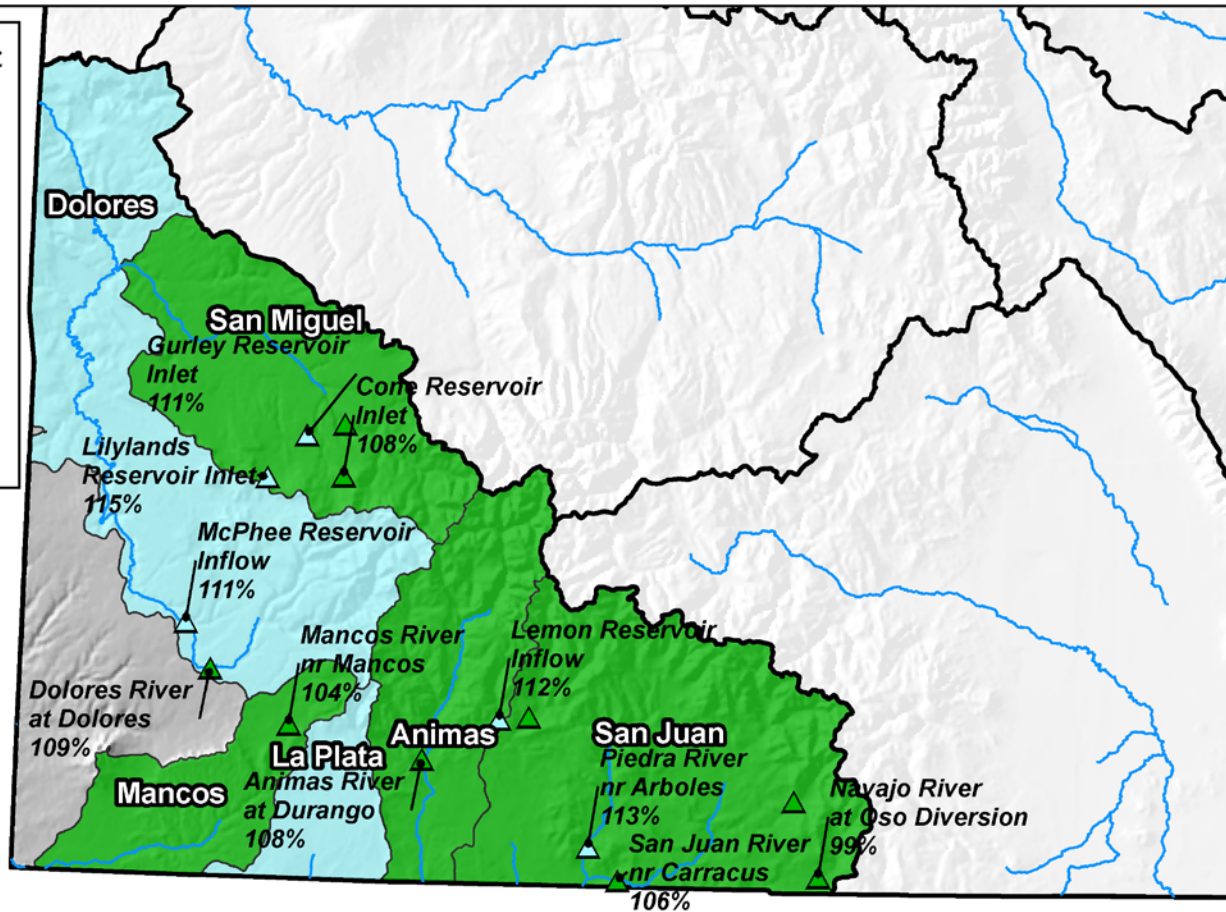 Dolores
San Miguel
Gurley Reservoir
Inlet
111%
Cone Reservoir
Inlet
108%
Lilylands
Reservoir Inlet
115%
McPhee Reservoir
Inflow
111%
Mancos River
nr Mancos
104%
Lemon Reservoir
Inflow
112%
Dolores River
at Dolores
109%
La Plata
Animas
San Juan
Mancos
Animas River
at Durango
108%
Piedra River
nr Arboles
113%
Navajo River
at Oso Diversion
99%
San Juan River
nr Carracus
106%